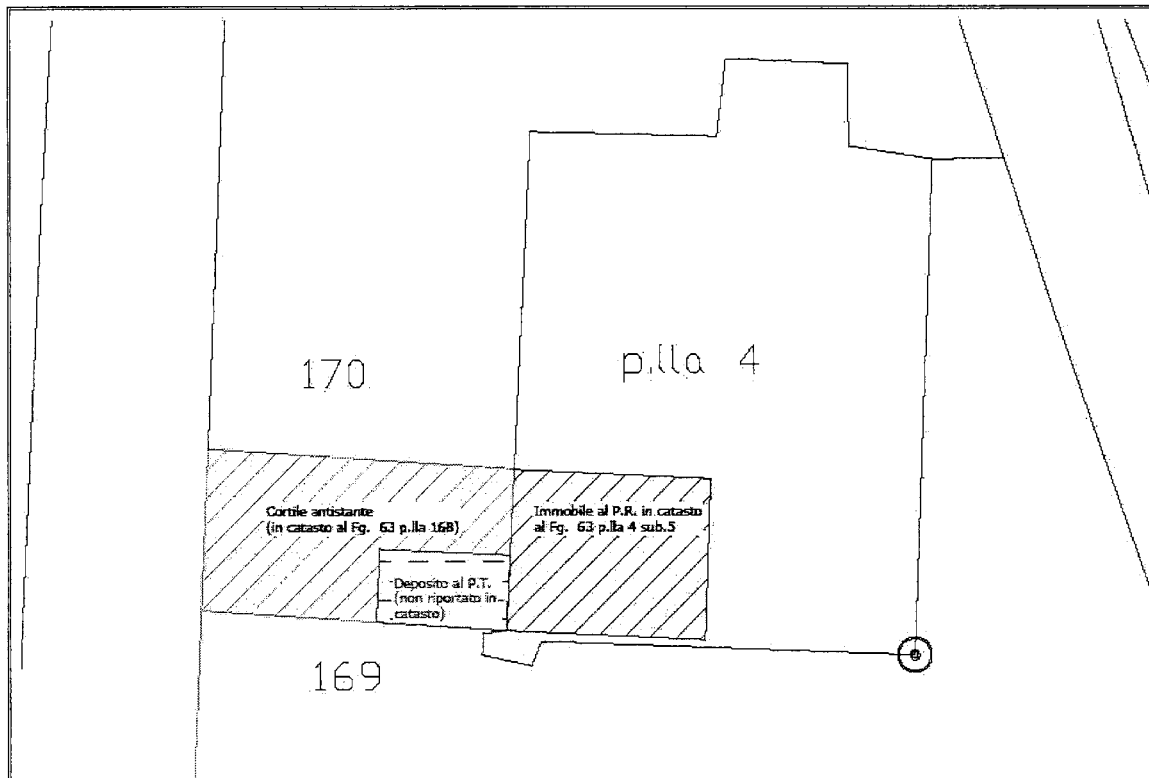 170
p.lla 4
Cortile antistante
(in catasto al Fg. 63 p.lla 168)
Immobile al P.R. in catasto
al Fg. 63 p.lla 4 sub.5
Deposito al P.T.
(non riportato in
catasto)
169